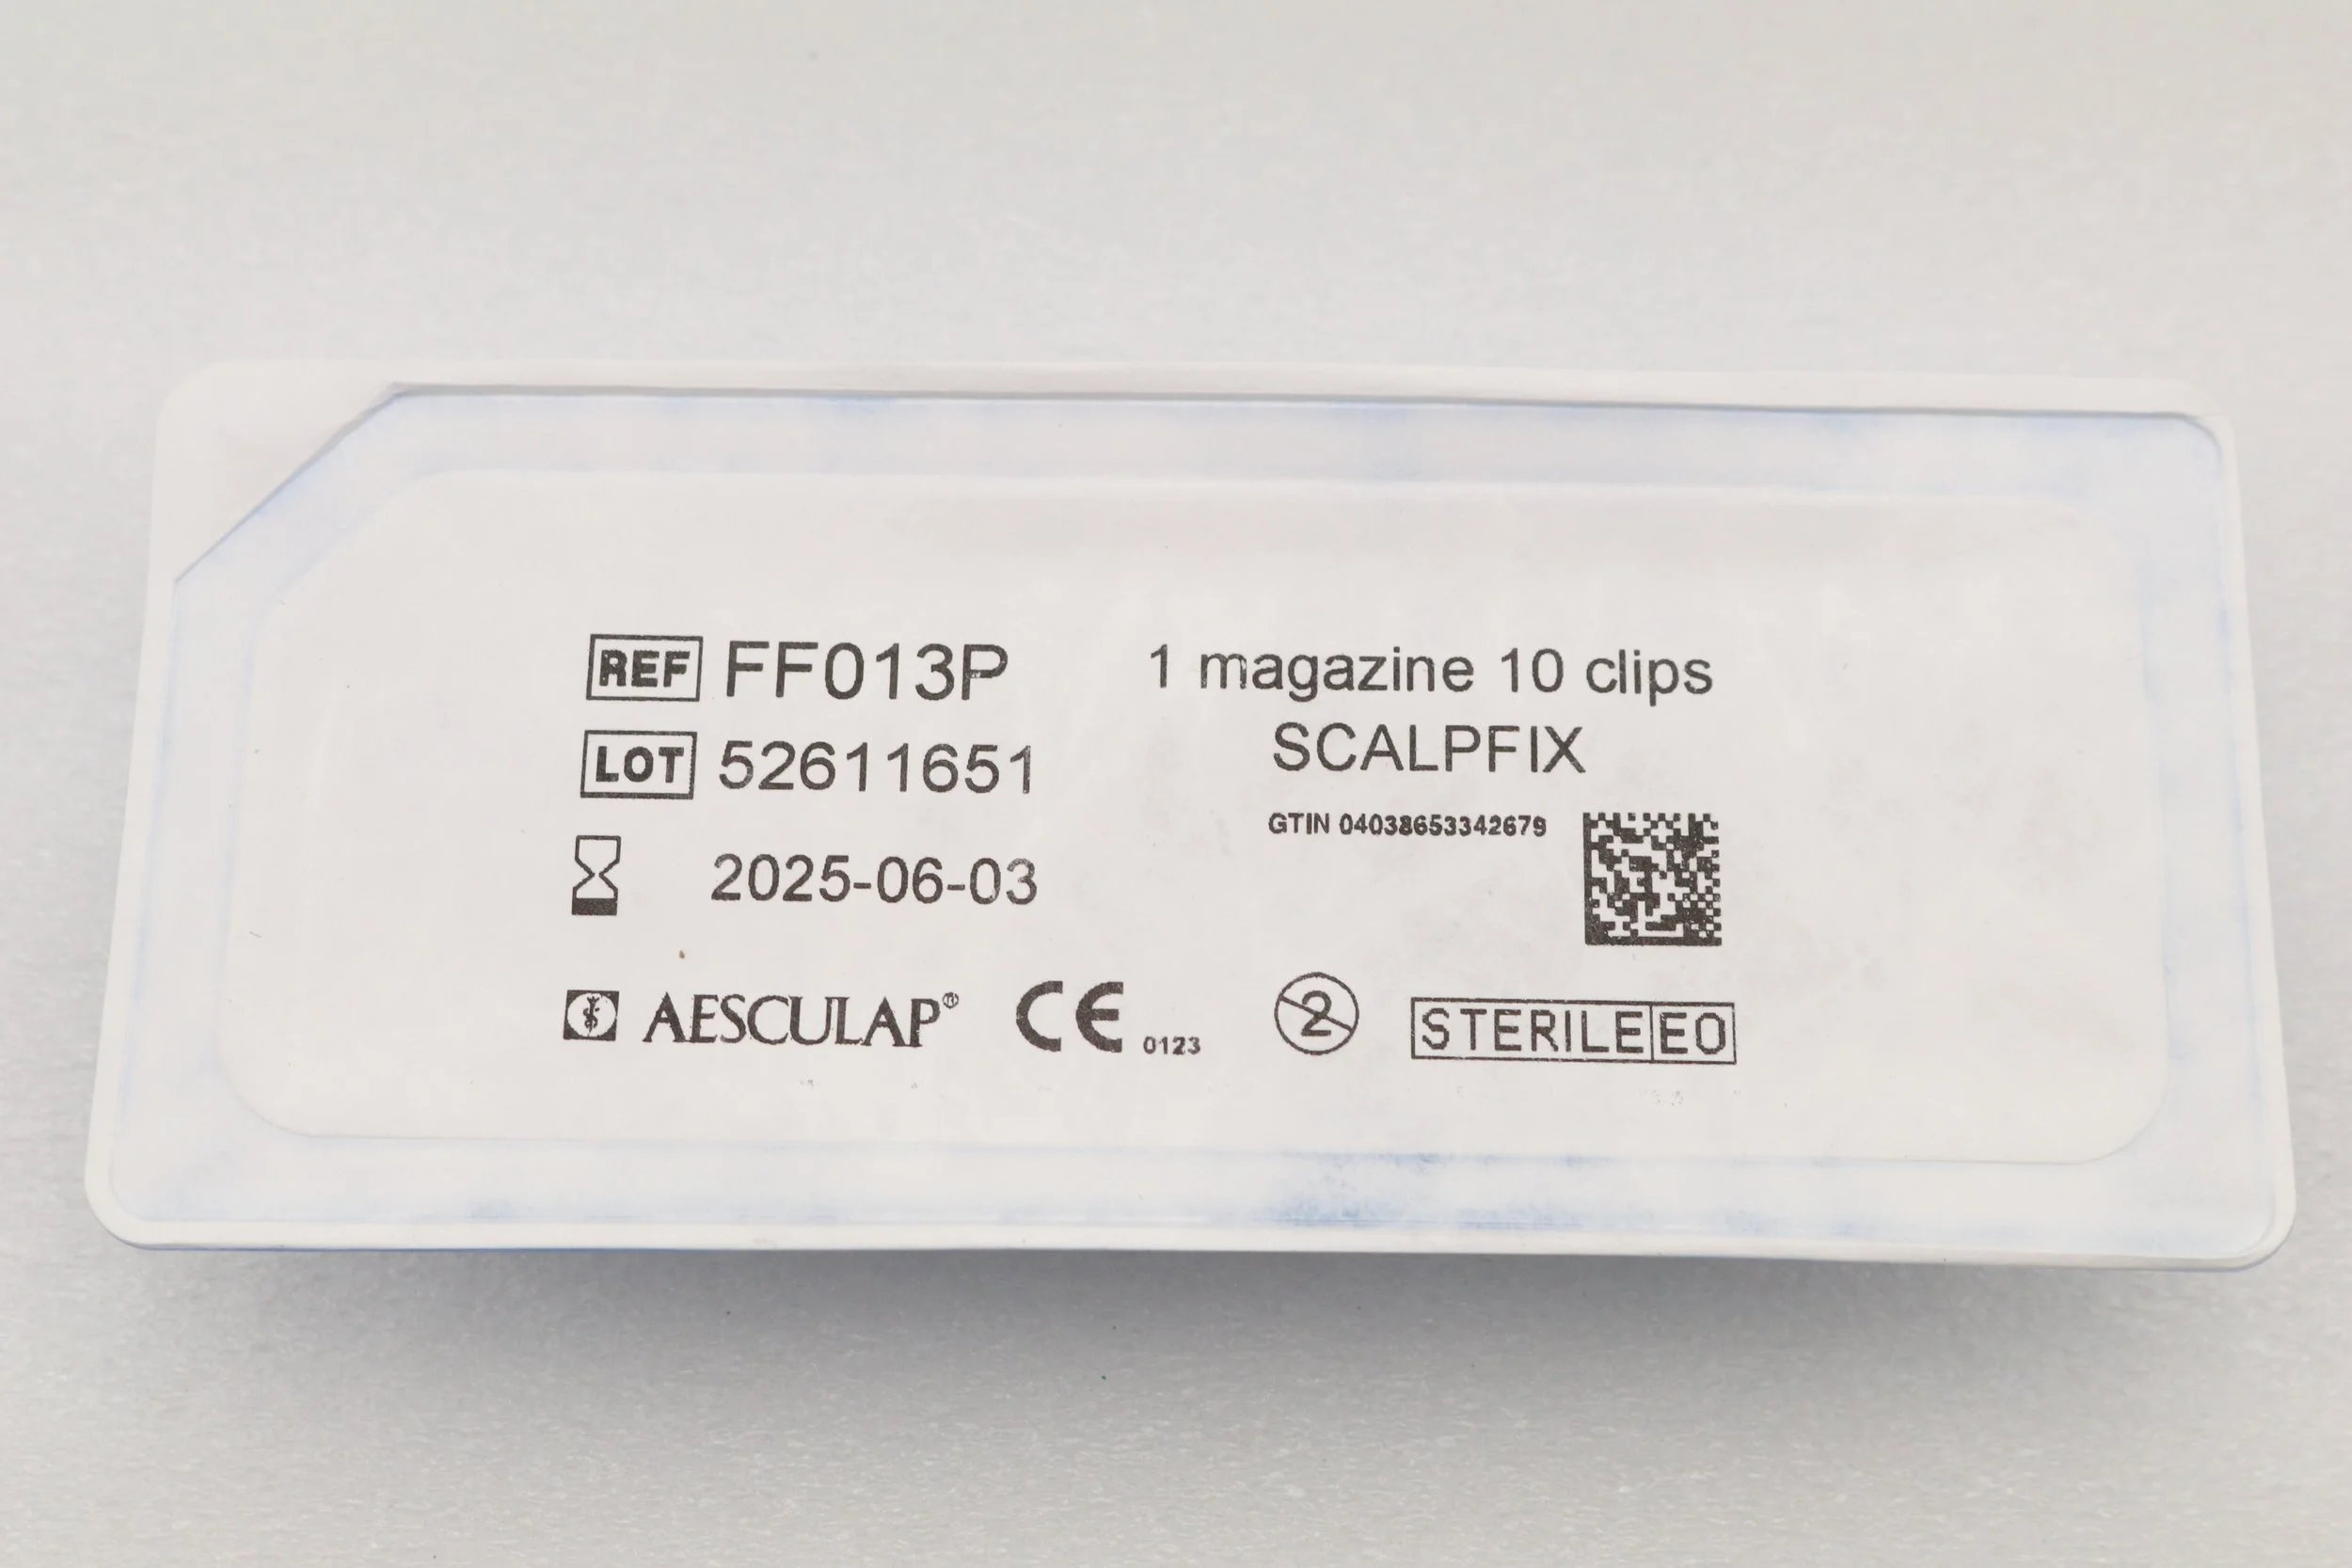 REF FF013P
1 magazine 10 clips
LOT 52611651
SCALPFIX
GTIN 04038653342679
2025-06-03
AESCULAP®
CE 0123
2
STERILE EO